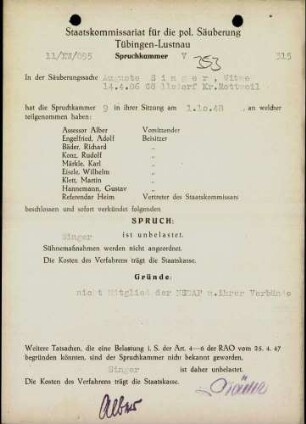 Staatskommissariat für die pol. Säuberung
Tübingen-Lustnau
11/EX/055 Spruchkammer V 315
353
In der Säuberungssache Auguste Singer, Witwe
14.4.06 Kr. Rottweil
hat die Spruchkammer 9 in ihrer Sitzung am 1.10.48 , an welcher
teilgenommen haben:
Assessor Alber Vorsitzender
Engelfried, Adolf Beisitzer
Bäder, Richard "
Konz, Rudolf "
Märkle, Karl "
Eisele, Wilhelm "
Klett, Martin "
Hannemann, Gustav "
Referendar Heim Vertreter des Staatskommissars
beschlossen und sofort verkündet folgenden
SPRUCH:
Singer ist unbelastet.
Sühnemaßnahmen werden nicht angeordnet.
Die Kosten des Verfahrens trägt die Staatskasse.
Gründe:
nicht Mitglied der NSDAP u.ihrer Verbände
Weitere Tatsachen, die eine Belastung i. S. der Art. 4—6 der RAO vom 25. 4. 47
begründen könnten, sind der Spruchkammer nicht bekannt geworden.
Singer ist daher unbelastet.
Die Kosten des Verfahrens trägt die Staatskasse.
Alber